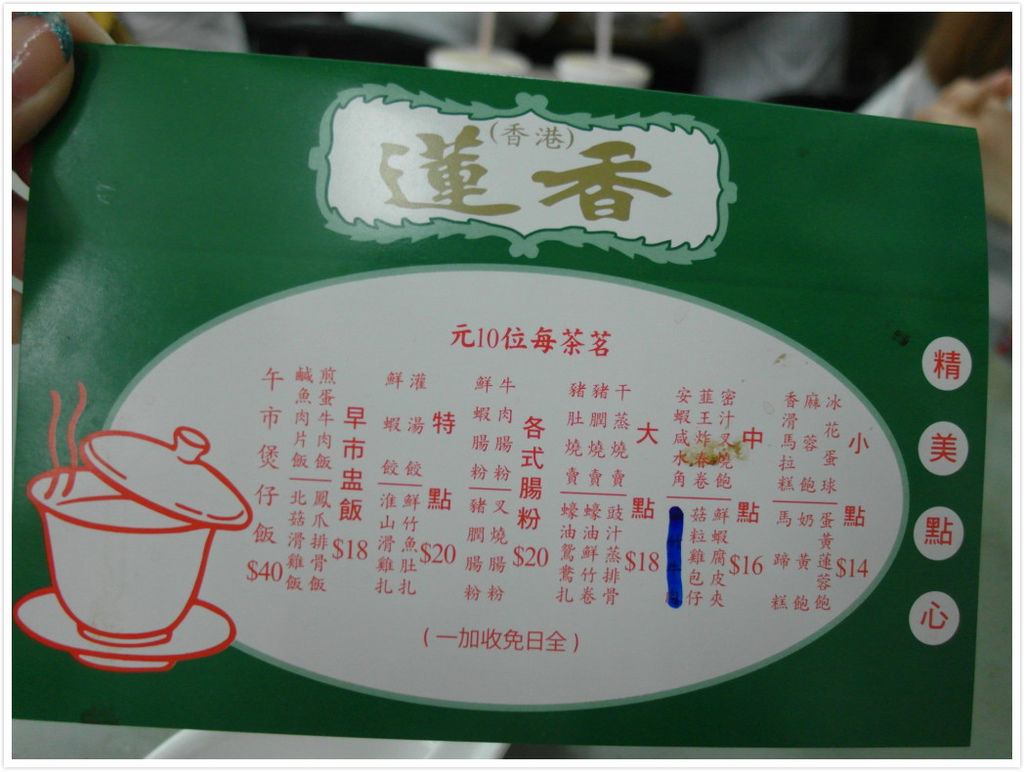 (香港)
蓮香
精美點心
茗茶每位10元
小點 $14
冰花蛋球
麻蓉飽
香滑馬拉糕
蛋黃蓮蓉飽
奶黃飽
馬蹄糕
中點 $16
密汁叉燒飽
韮王炸春卷
安蝦咸水角
鮮蝦腐皮夾
菇粒雞包仔
大點 $18
干蒸燒賣
豬膶燒賣
豬肚燒賣
豉汁蒸排骨
蠔油鮮竹卷
蠔油鴛鴦扎
各式腸粉 $20
牛肉腸粉
鮮蝦腸粉
叉燒腸粉
豬膶腸粉
特點 $20
灌湯餃
鮮蝦餃
鮮竹魚肚扎
淮山滑雞扎
早市盅飯 $18
煎蛋牛肉飯
鹹魚肉片飯
鳳爪排骨飯
北菇滑雞飯
午市煲仔飯 $40
(全日免收加一)